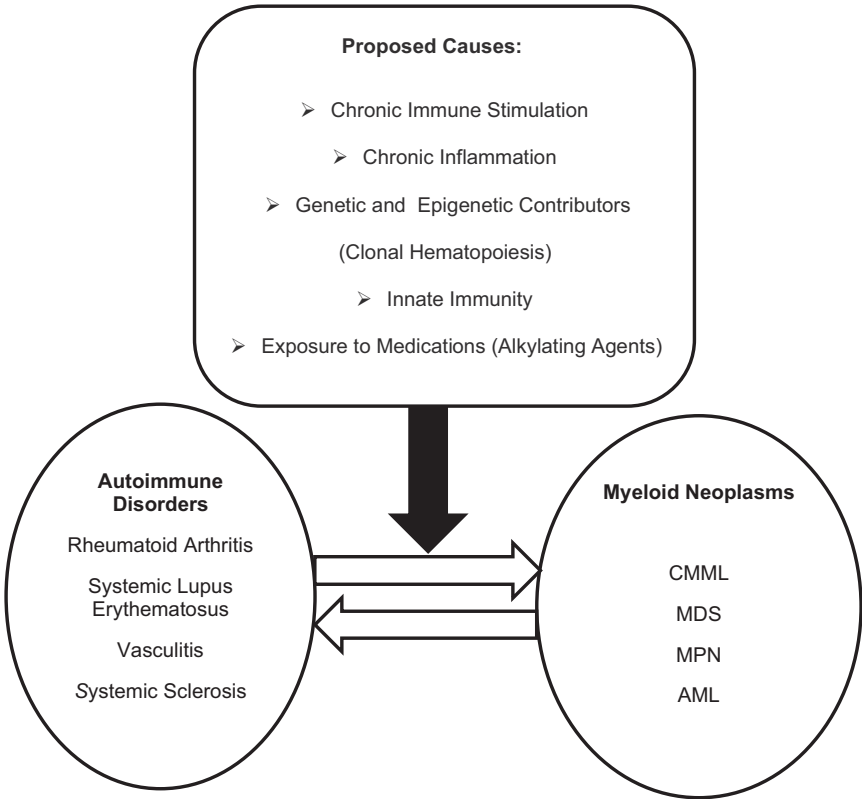 Proposed Causes:
➢ Chronic Immune Stimulation
➢ Chronic Inflammation
➢ Genetic and Epigenetic Contributors
(Clonal Hematopoiesis)
➢ Innate Immunity
➢ Exposure to Medications (Alkylating Agents)
Autoimmune
Disorders
Rheumatoid Arthritis
Systemic Lupus
Erythematosus
Vasculitis
Systemic Sclerosis
Myeloid Neoplasms
CMML
MDS
MPN
AML